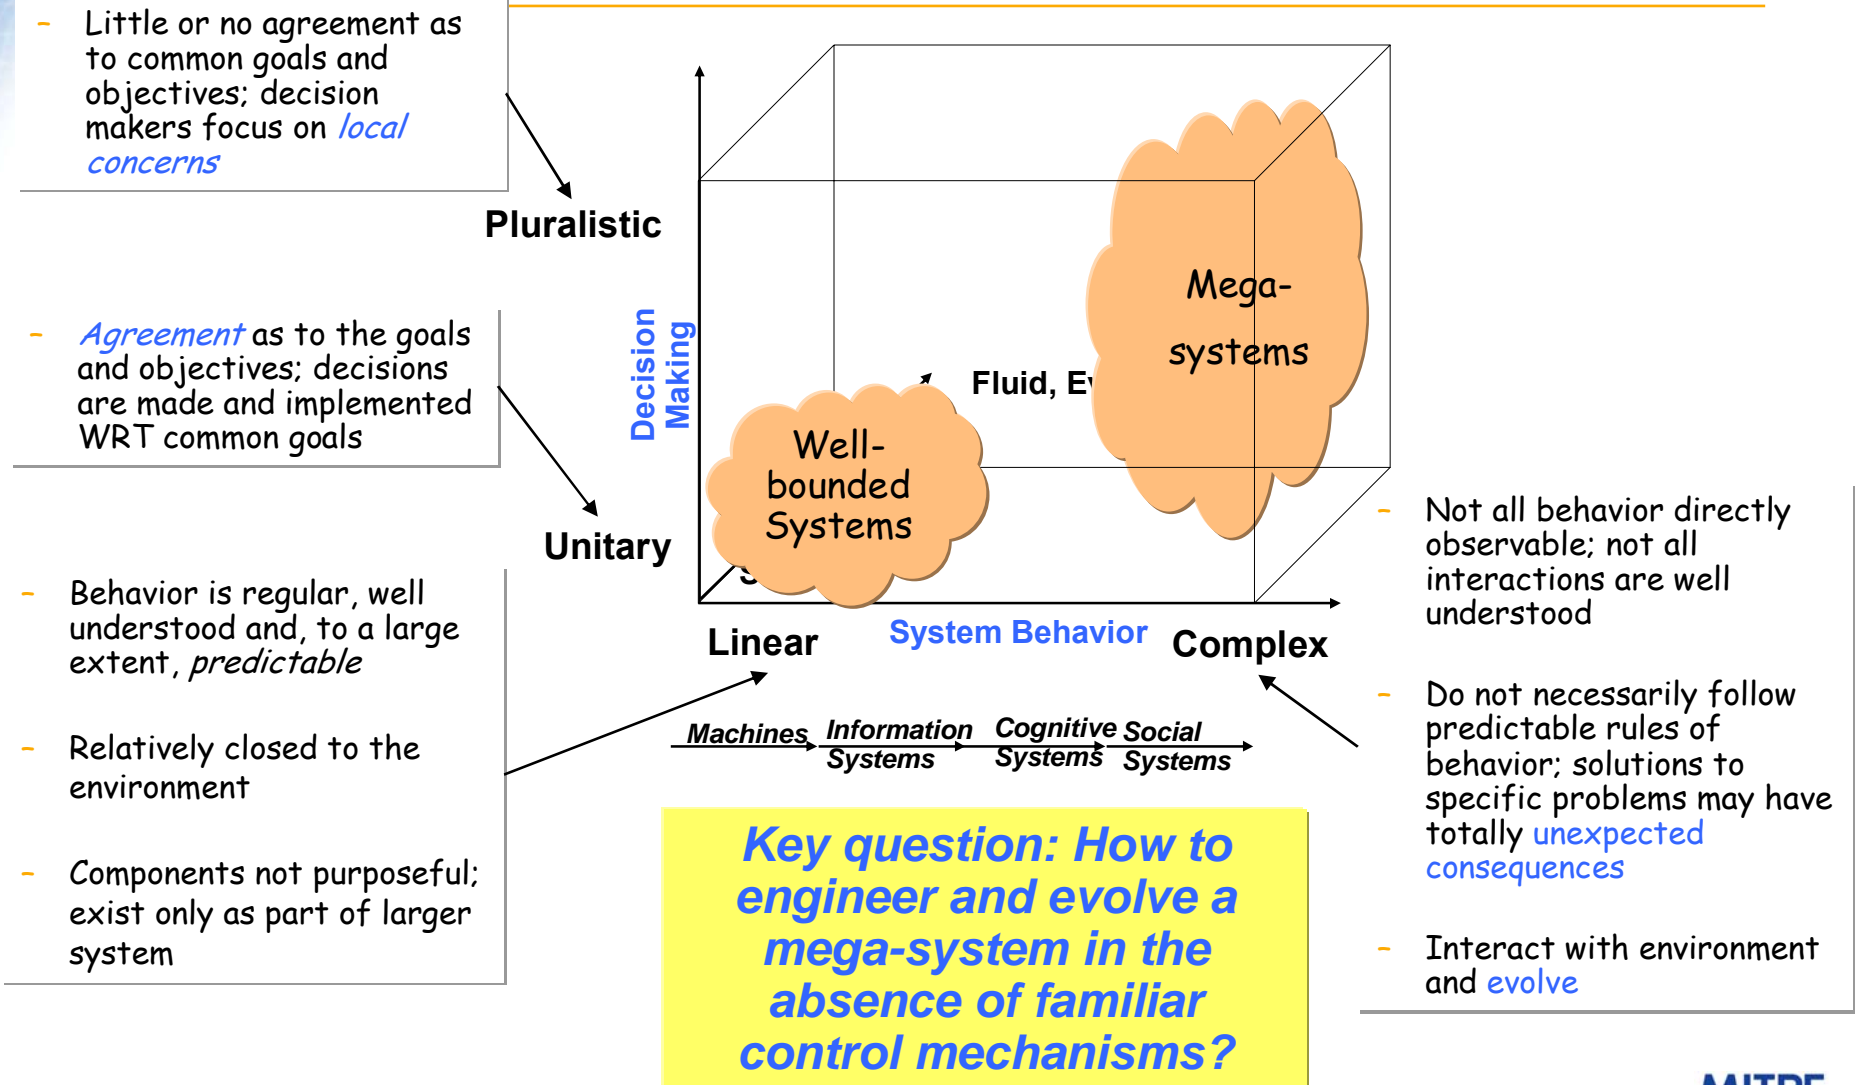 - Little or no agreement as
to common goals and
objectives; decision
makers focus on local
concerns
Pluralistic
- Agreement as to the goals
and objectives; decisions
are made and implemented
WRT common goals
Unitary
- Behavior is regular, well
understood and, to a large
extent, predictable
- Relatively closed to the
environment
- Components not purposeful;
exist only as part of larger
system
Decision
Making
Fluid,
Mega-
systems
Well-
bounded
Systems
Linear
System Behavior
Complex
Machines
Information
Systems
Cognitive
Systems
Social
Systems
Key question: How to
engineer and evolve a
mega-system in the
absence of familiar
control mechanisms?
- Not all behavior directly
observable; not all
interactions are well
understood
- Do not necessarily follow
predictable rules of
behavior; solutions to
specific problems may have
totally unexpected
consequences
- Interact with environment
and evolve
MITRE